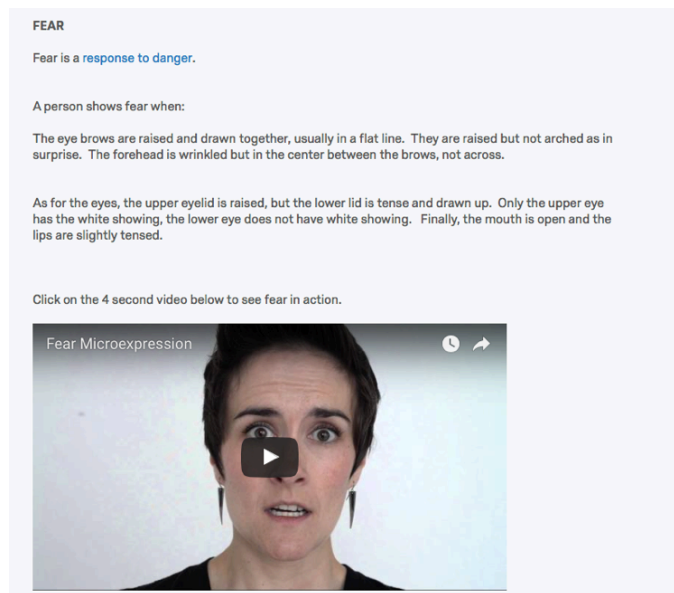 FEAR
Fear is a response to danger.
A person shows fear when:
The eye brows are raised and drawn together, usually in a flat line.  They are raised but not arched as in
surprise.  The forehead is wrinkled but in the center between the brows, not across.
As for the eyes, the upper eyelid is raised, but the lower lid is tense and drawn up.  Only the upper eye
has the white showing, the lower eye does not have white showing.   Finally, the mouth is open and the
lips are slightly tensed.
Click on the 4 second video below to see fear in action.
Fear Microexpression